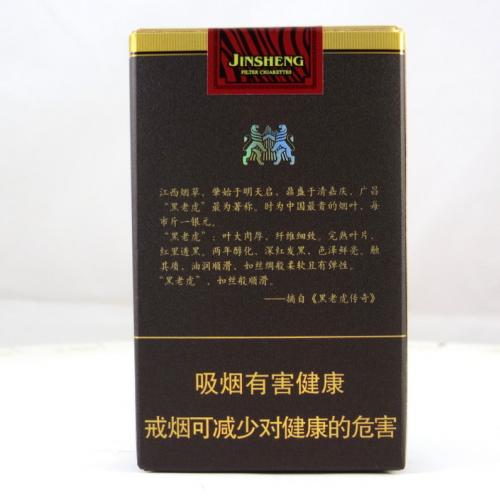 JINSHENG
FILTER CIGARETTES
江西烟草，肇始于明天启，鼎盛于清嘉庆，广昌
“黑老虎”最为著称。时为中国最贵的烟叶，每
市斤一银元。
“黑老虎”：叶大肉厚、纤维细致。完熟叶片，
红里透黑。两年醇化、深红发黑、色泽鲜亮。触
其质，油润顺滑，如丝绸般柔软且有弹性。
“黑老虎”，如丝般顺滑。
——摘自《黑老虎传奇》
吸烟有害健康
戒烟可减少对健康的危害